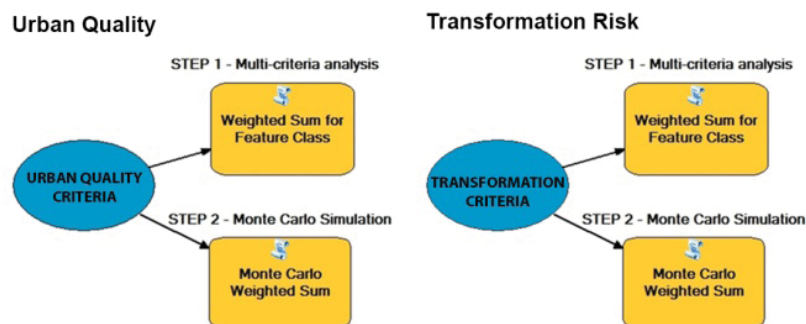 Urban Quality
STEP 1 - Multi-criteria analysis
Weighted Sum for
Feature Class
URBAN QUALITY
CRITERIA
STEP 2 - Monte Carlo Simulation
Monte Carlo
Weighted Sum
Transformation Risk
STEP 1 - Multi-criteria analysis
Weighted Sum for
Feature Class
TRANSFORMATION
CRITERIA
STEP 2 - Monte Carlo Simulation
Monte Carlo
Weighted Sum